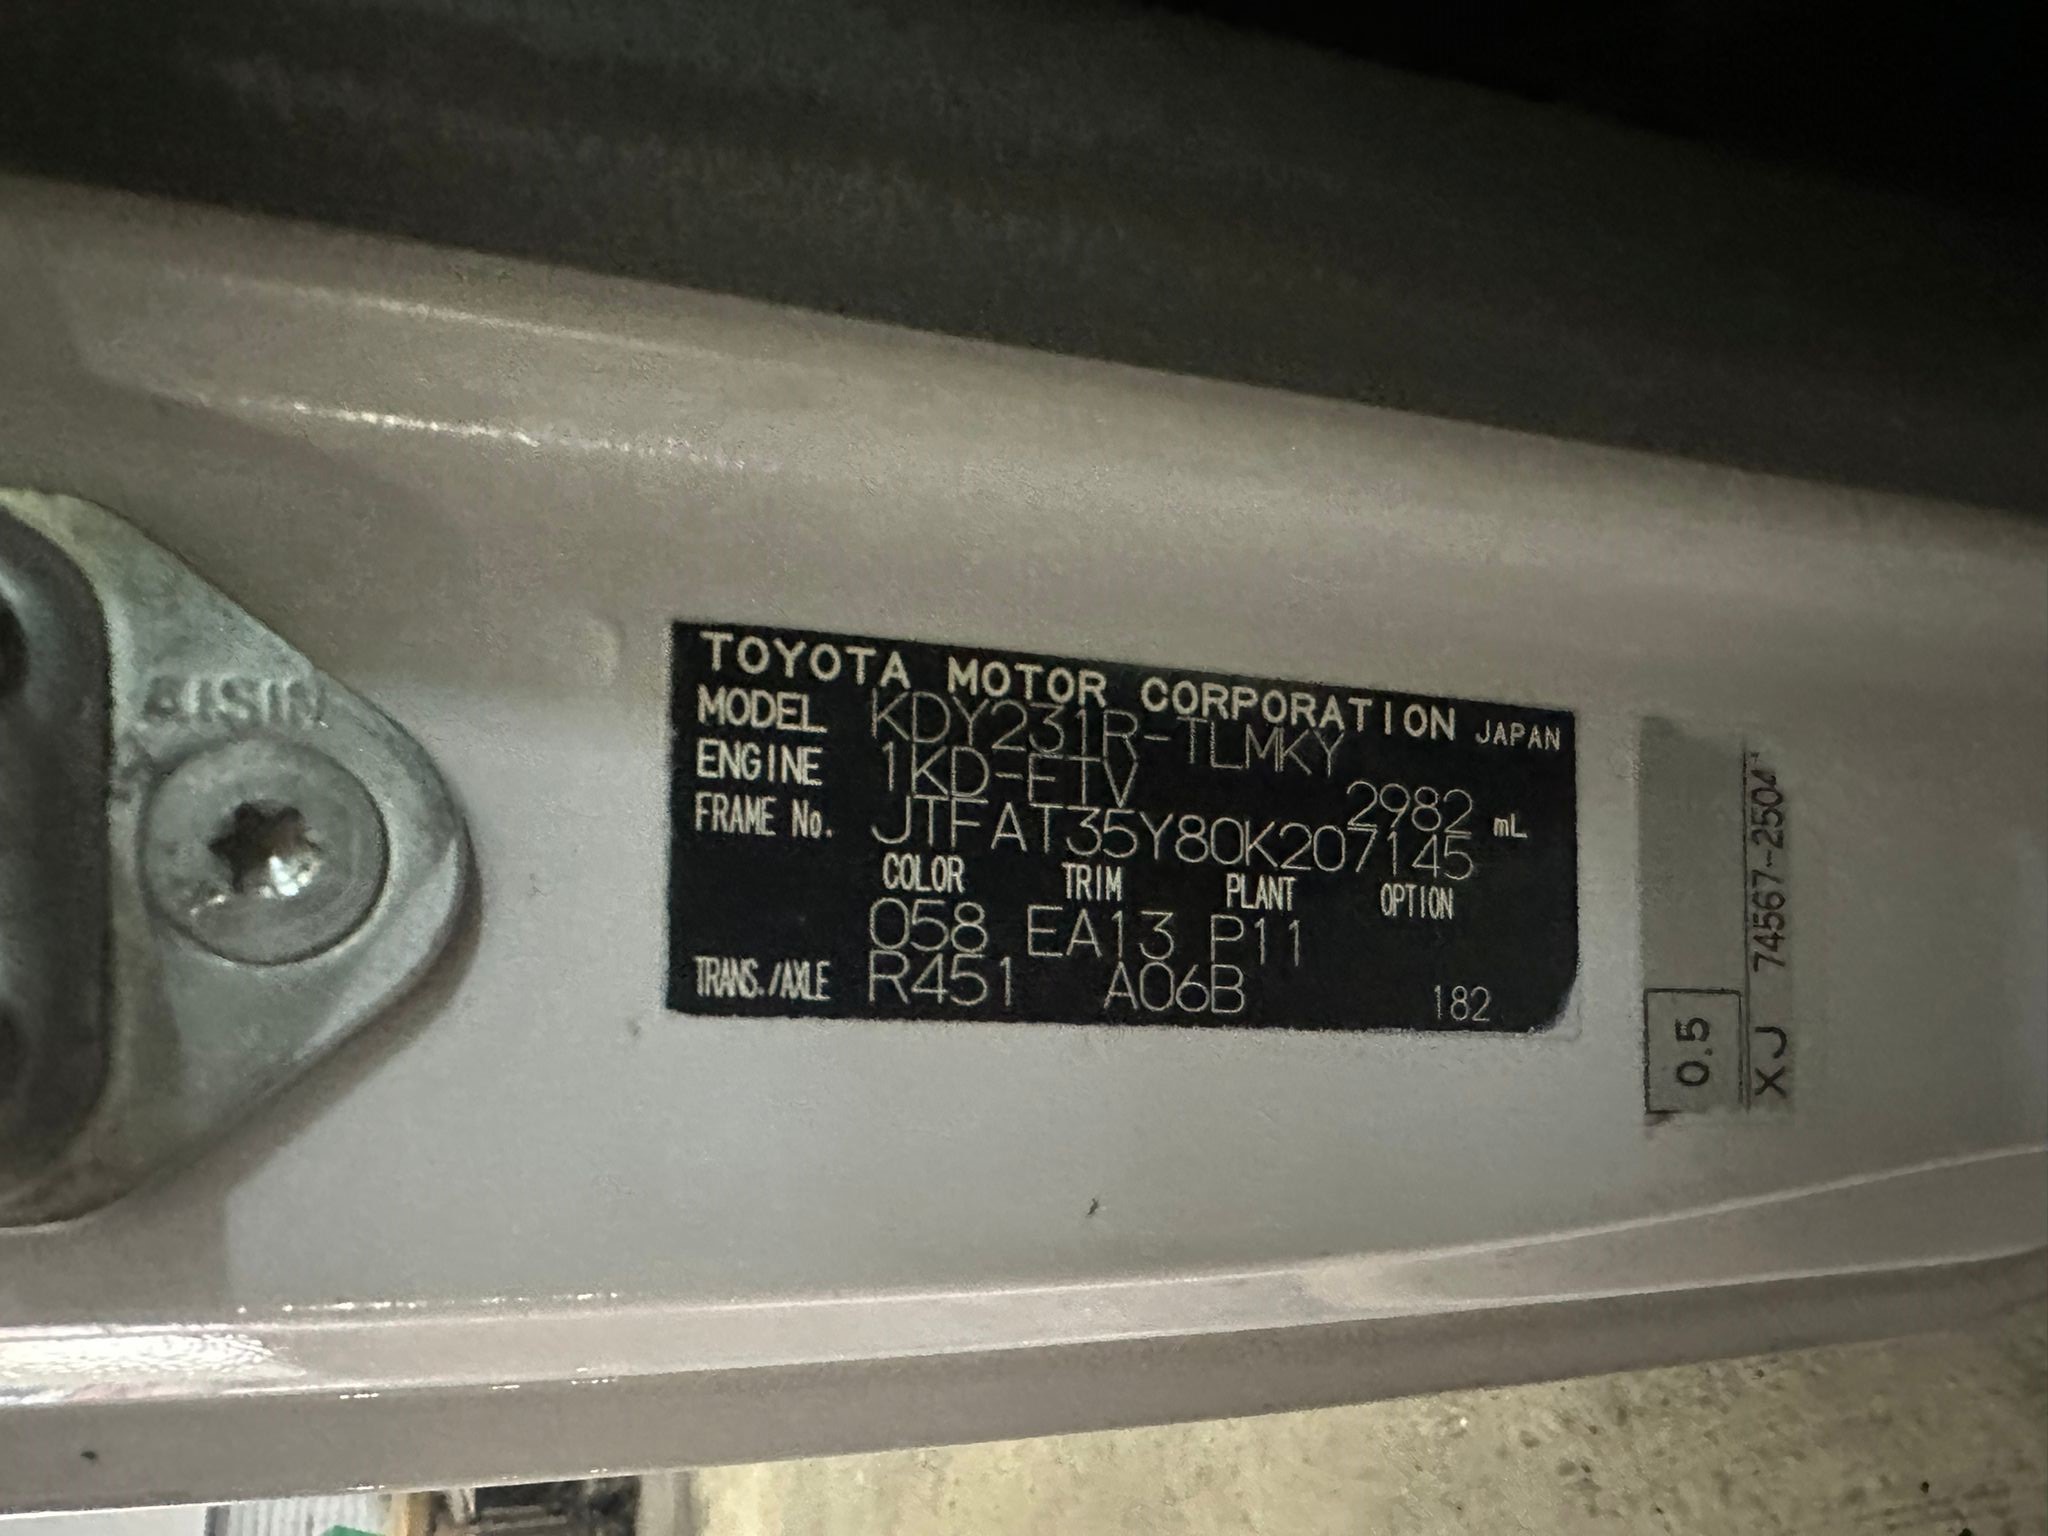 AISIN
TOYOTA MOTOR CORPORATION JAPAN
MODEL KDY231R-TLMKY
ENGINE 1KD-FTV 2982 mL
FRAME No. JTFAT35Y80K207145
COLOR TRIM PLANT OPTION
058 EA13 P11
TRANS./AXLE R451 A06B 182
0.5
XJ 74567-2504